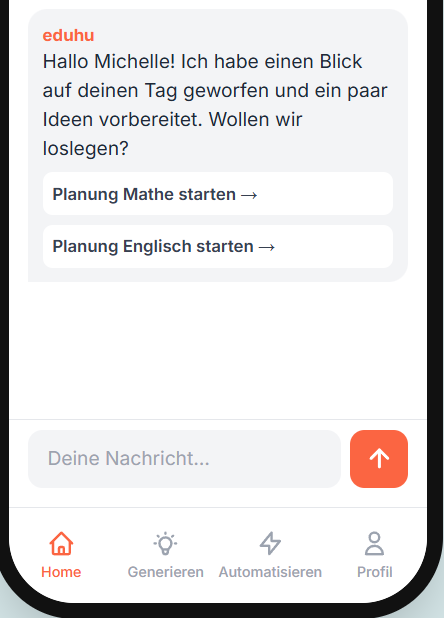 eduhu
Hallo Michelle! Ich habe einen Blick
auf deinen Tag geworfen und ein paar
Ideen vorbereitet. Wollen wir
loslegen?
Planung Mathe starten →
Planung Englisch starten →
Deine Nachricht...
Home
Generieren
Automatisieren
Profil